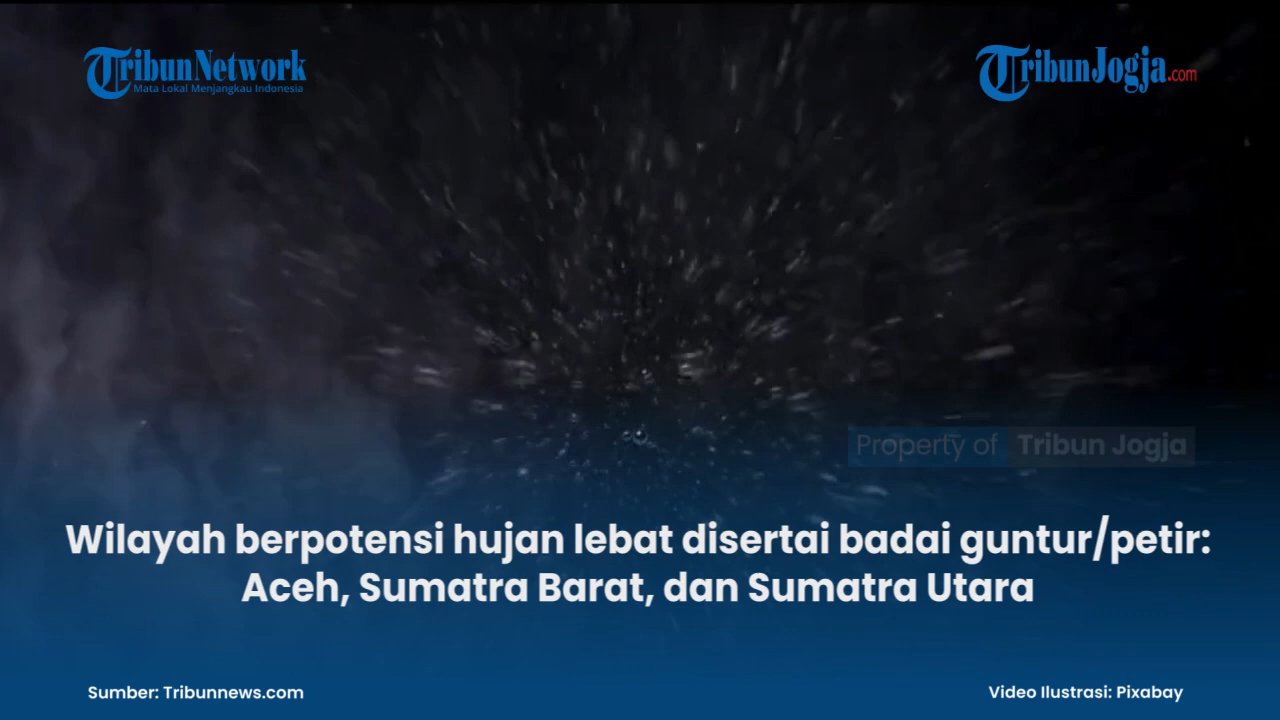 TribunNetwork
Mata Lokal Menjangkau Indonesia
TribunJogja.com
Property of Tribun Jogja
Wilayah berpotensi hujan lebat disertai badai guntur/petir:
Aceh, Sumatra Barat, dan Sumatra Utara
Sumber: Tribunnews.com
Video Ilustrasi: Pixabay